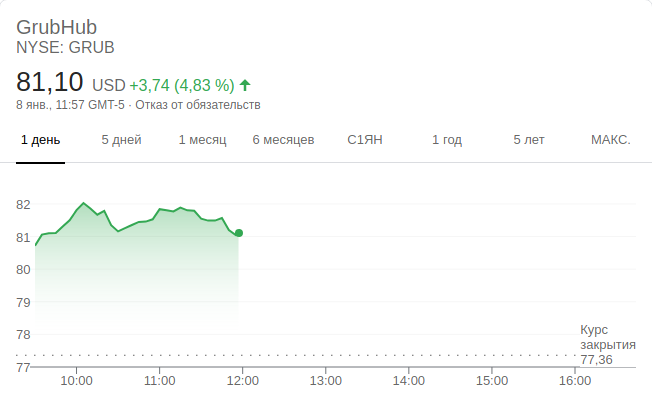 GrubHub
NYSE: GRUB
81,10 USD +3,74 (4,83 %)
8 янв., 11:57 GMT-5 · Отказ от обязательств
1 день 5 дней 1 месяц 6 месяцев С1ЯН 1 год 5 лет МАКС.
82
81
80
79
78
Курс
закрытия
77,36
77
10:00 11:00 12:00 13:00 14:00 15:00 16:00